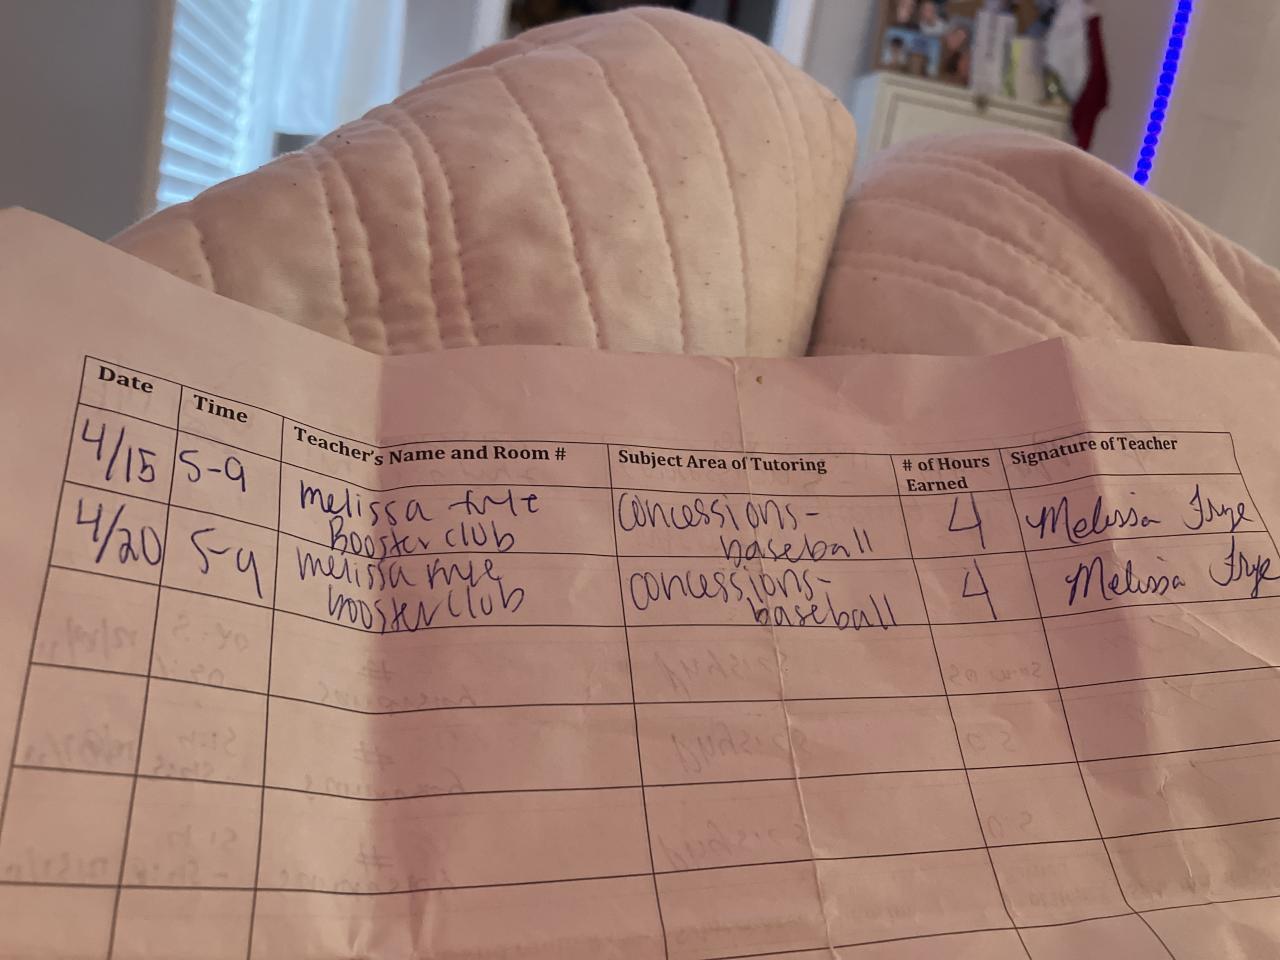 Date Time Teacher's Name and Room # Subject Area of Tutoring # of Hours Earned Signature of Teacher
4/15 5-9 melissa frye Booster club concessions- baseball 4 Melissa Frye
4/20 5-9 melissa frye booster club concessions- baseball 4 Melissa Frye